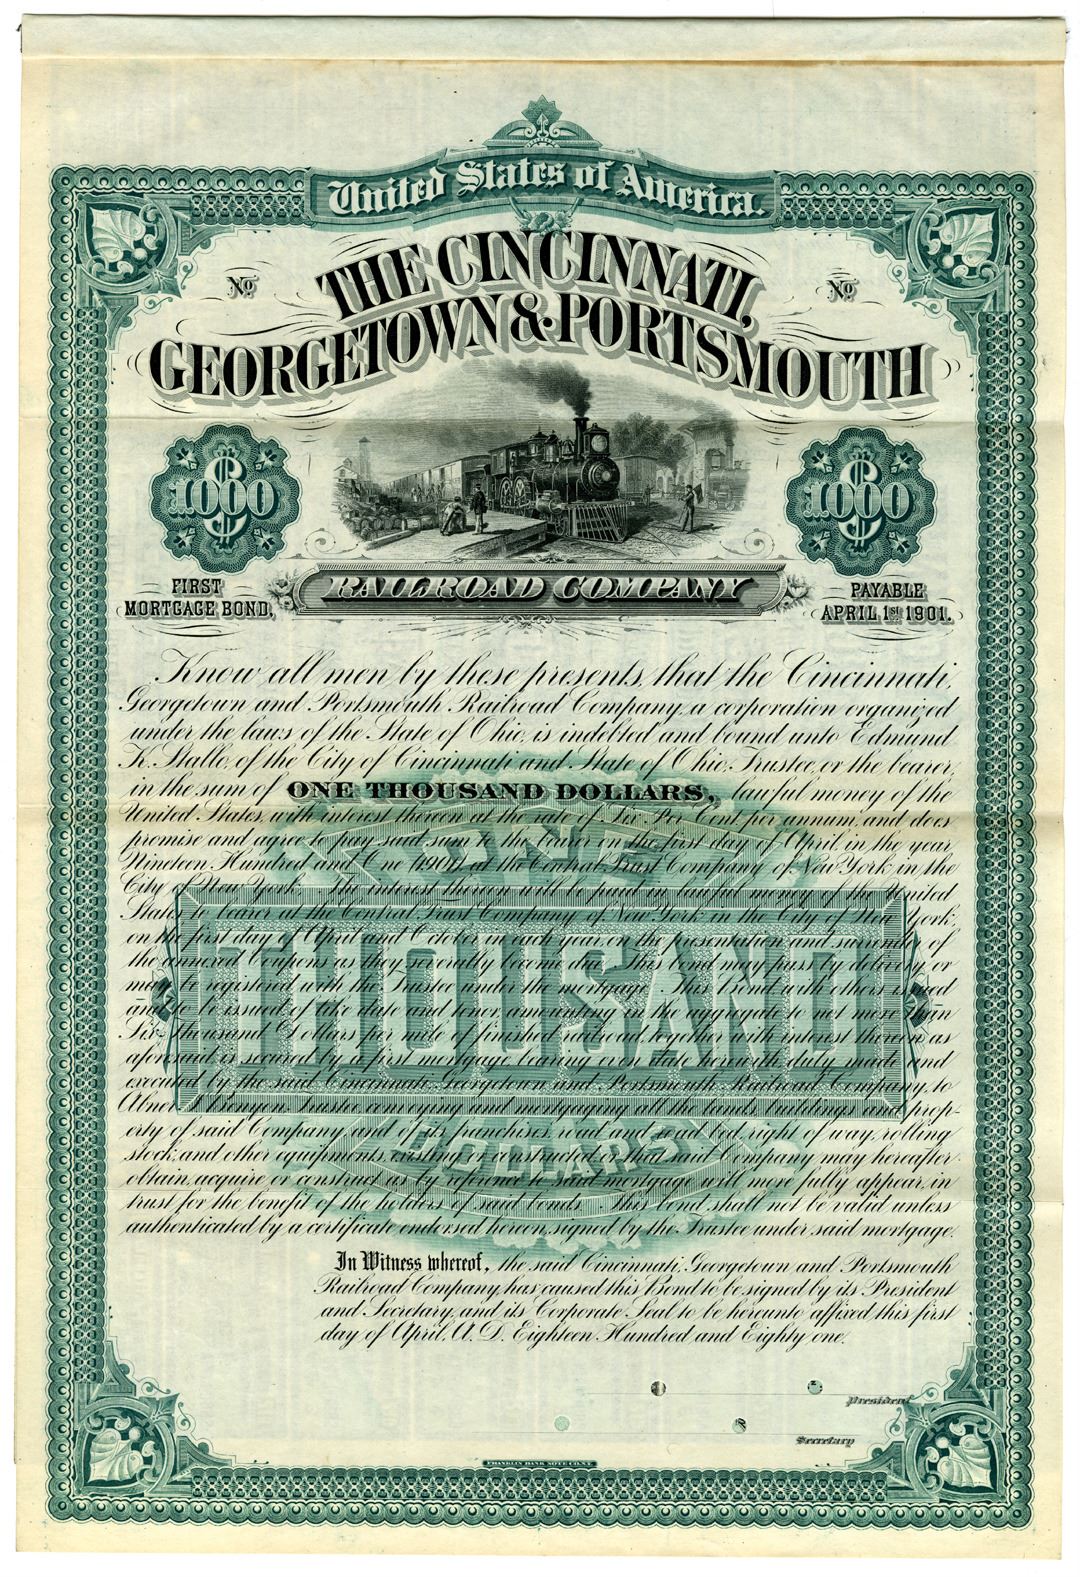 United States of America.
No No
THE CINCINNATI,
GEORGETOWN & PORTSMOUTH
$1000 $1000
RAILROAD COMPANY
FIRST
MORTGAGE BOND.
PAYABLE
APRIL 1st 1901.
Know all men by these presents, that the Cincinnati,
Georgetown and Portsmouth Railroad Company, a corporation organized
under the laws of the State of Ohio, is indebted and bound unto Edmund
K. Stallo, of the City of Cincinnati and State of Ohio, Trustee, or the bearer,
in the sum of ONE THOUSAND DOLLARS, lawful money of the
United States, with interest thereon at the rate of Six Per Cent. per annum, and does
promise and agree to pay said sum to the bearer on the first day of April in the year
Nineteen Hundred and One (1901) at the Central Trust Company of New York in the
City of New York. The interest thereon will be paid in lawful money of the United
States to bearer at the Central Trust Company of New York in the City of New York,
on the first day of April and October in each year, on the presentation and surrender of
the annexed Coupons as they severally become due. This bond may pass by delivery, or
may be registered with the Trustee under the mortgage. This Bond with others issued
and to be issued of like date and tenor, amounting in the aggregate to not more than
Six thousand Dollars per mile of finished railroad, together with interest thereon as
aforesaid is secured by a first mortgage, bearing even date herewith, duly made and
executed by the said Cincinnati, Georgetown and Portsmouth Railroad Company, to
Abner Benyon, Trustee, conveying and mortgaging all the lands, buildings and prop-
erty of said Company and of its franchises, road and road bed, right of way, rolling
stock and other equipments, existing or constructed, or that said Company may hereafter
obtain, acquire or construct as by reference to said mortgage will more fully appear, in
trust for the benefit of the holders of said bonds. This bond shall not be valid unless
authenticated by a certificate endorsed hereon, signed by the Trustee under said mortgage.
ONE
THOUSAND
DOLLARS
In Witness whereof, the said Cincinnati, Georgetown and Portsmouth
Railroad Company, has caused this Bond to be signed by its President
and Secretary, and its Corporate Seal to be hereunto affixed this first
day of April, A. D. Eighteen Hundred and Eighty one.
President
Secretary
FRANKLIN BANK NOTE CO. N.Y.